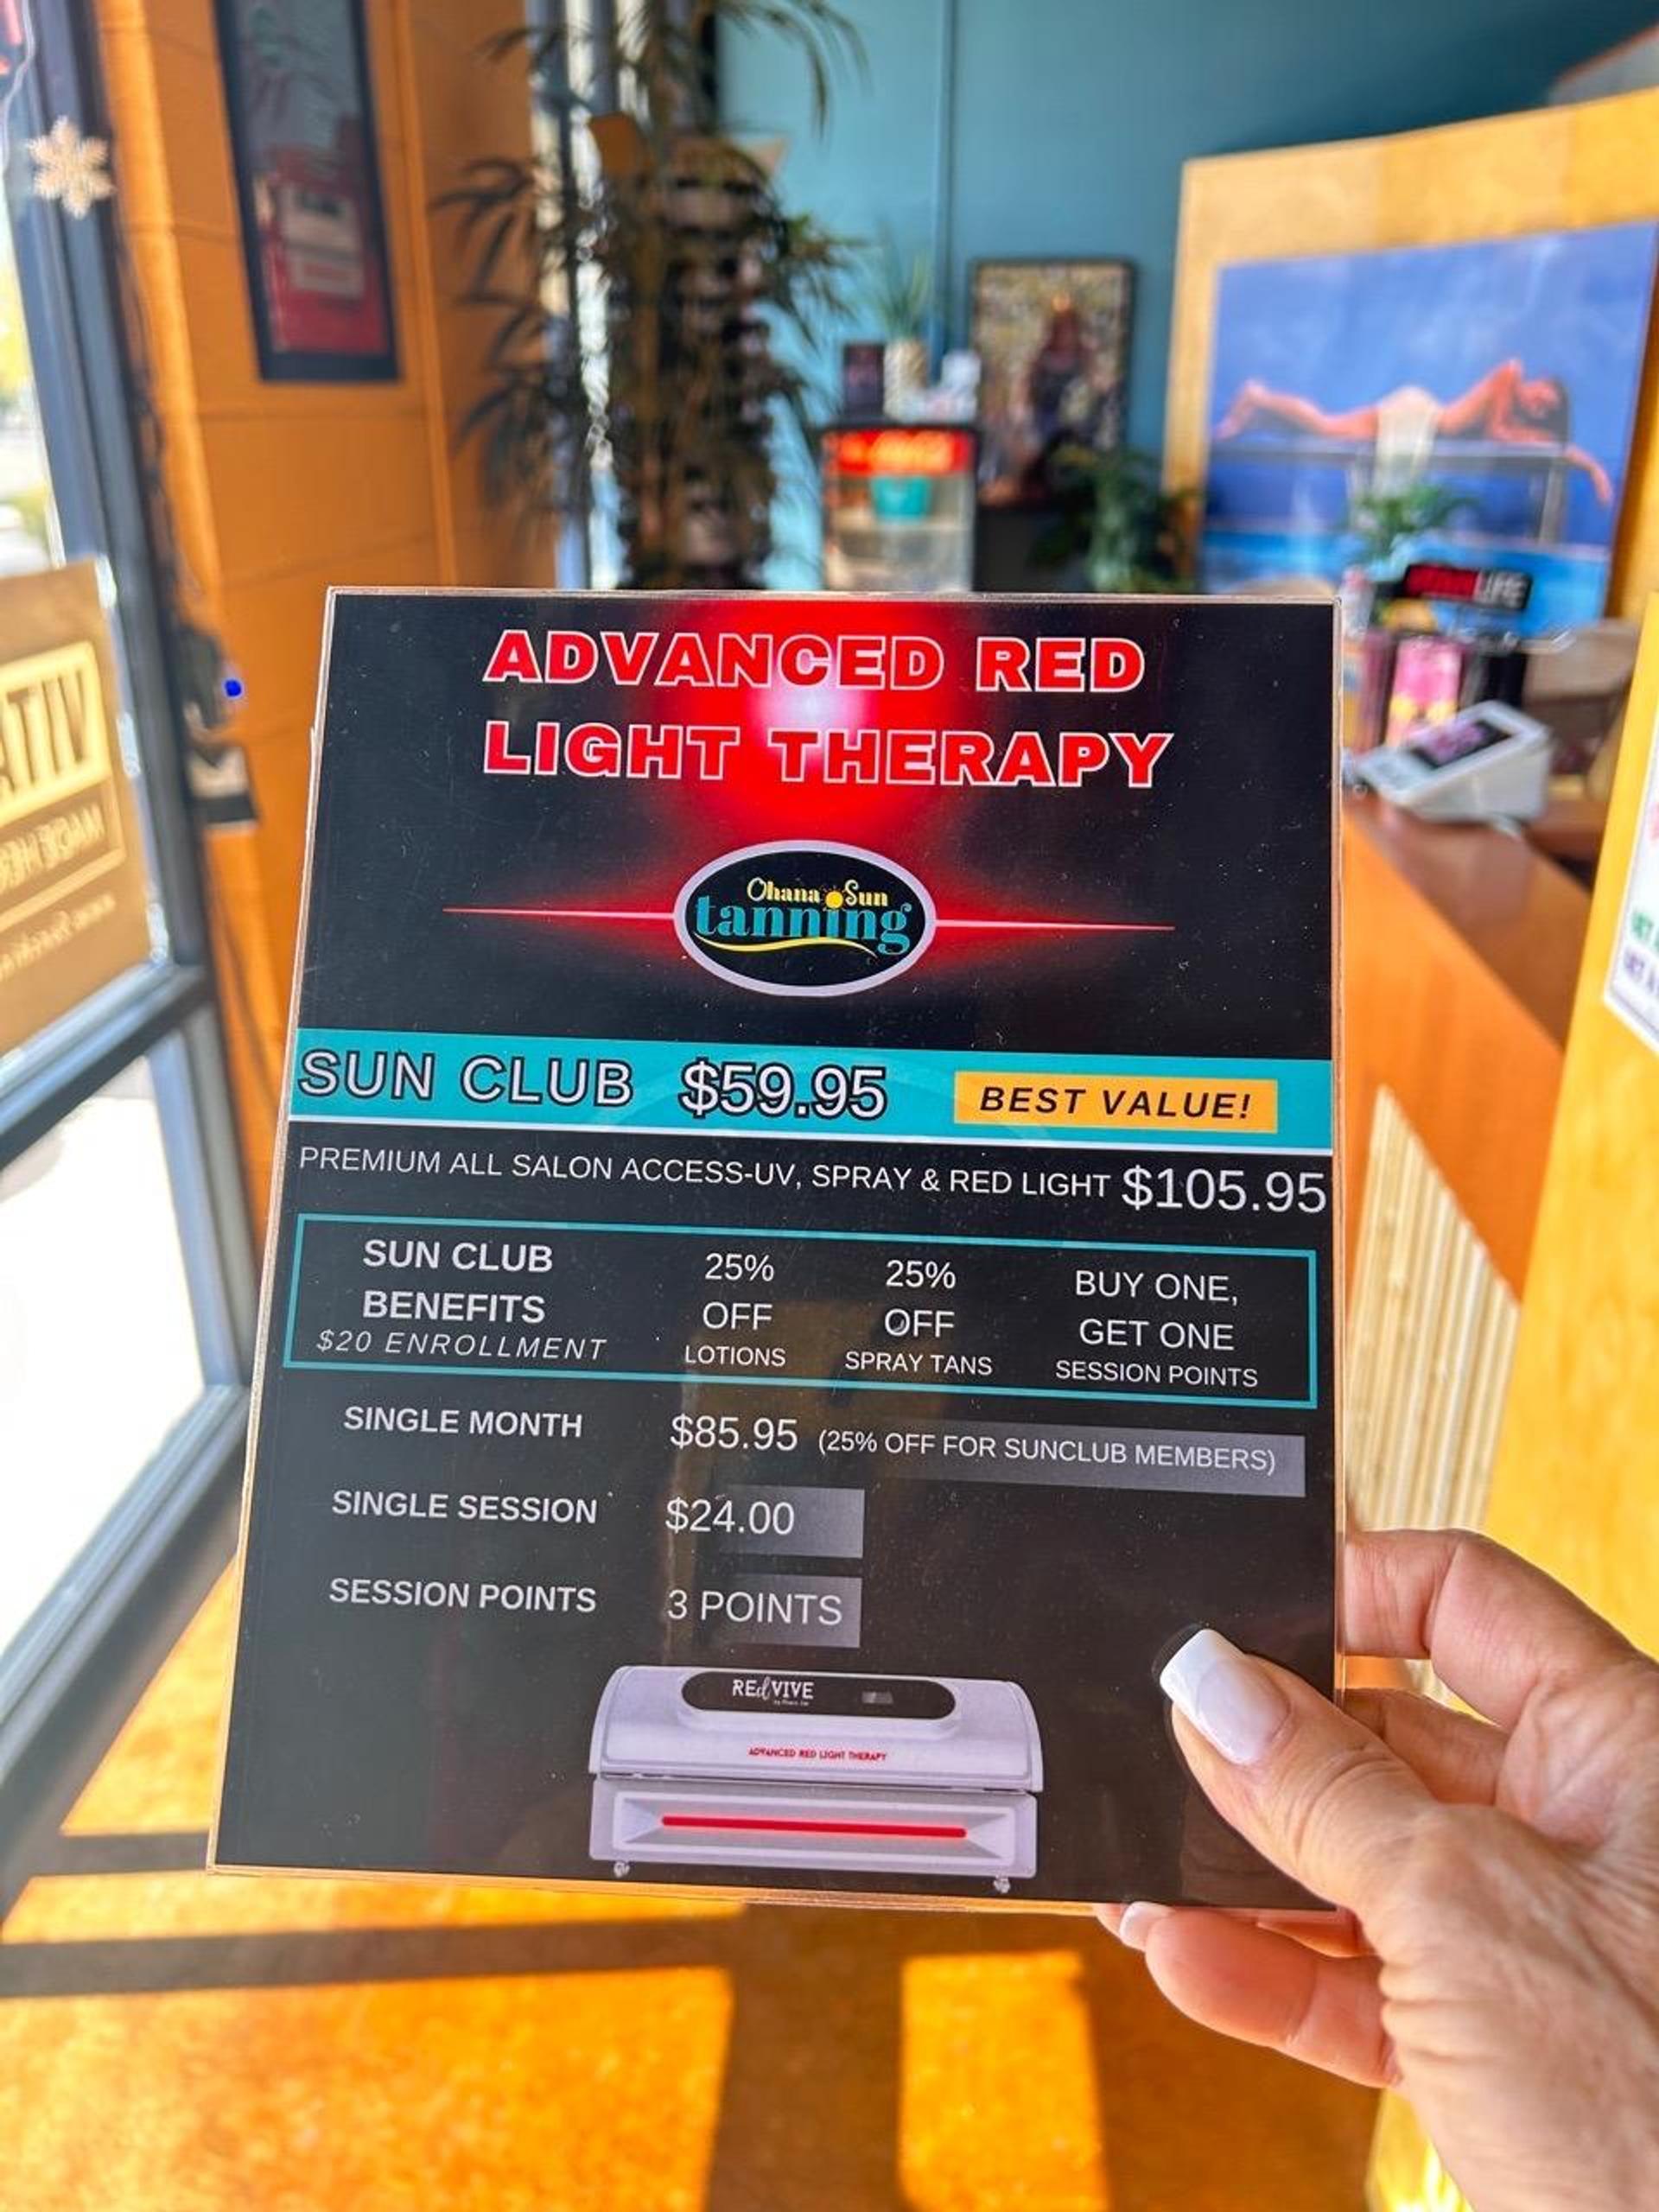 ADVANCED RED
LIGHT THERAPY
Ohana Sun
tanning
SUN CLUB $59.95 BEST VALUE!
PREMIUM ALL SALON ACCESS-UV, SPRAY & RED LIGHT $105.95
SUN CLUB
BENEFITS
$20 ENROLLMENT
25%
OFF
LOTIONS
25%
OFF
SPRAY TANS
BUY ONE,
GET ONE
SESSION POINTS
SINGLE MONTH $85.95 (25% OFF FOR SUNCLUB MEMBERS)
SINGLE SESSION $24.00
SESSION POINTS 3 POINTS
REdVIVE
ADVANCED RED LIGHT THERAPY